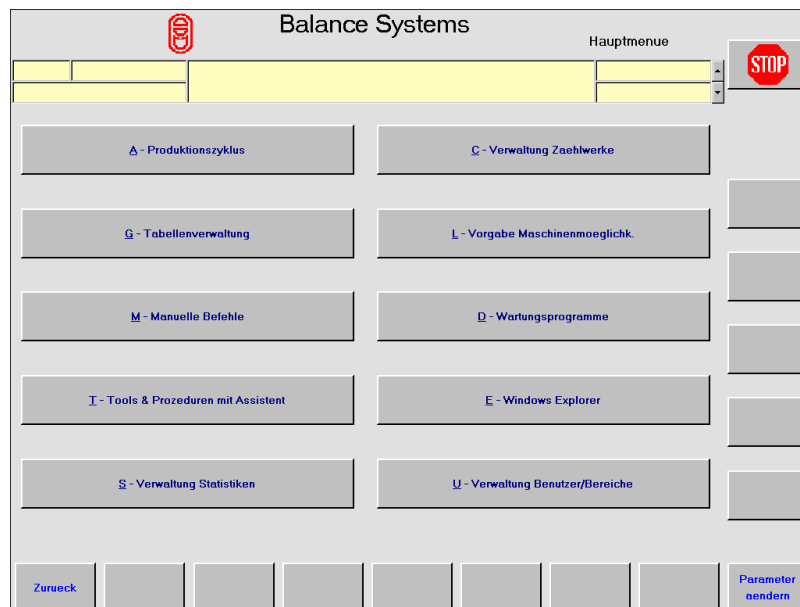 Balance Systems
Hauptmenue
STOP
A - Produktionszyklus
C - Verwaltung Zaehlwerke
G - Tabellenverwaltung
L - Vorgabe Maschinenmoeglichk.
M - Manuelle Befehle
D - Wartungsprogramme
T - Tools & Prozeduren mit Assistent
E - Windows Explorer
S - Verwaltung Statistiken
U - Verwaltung Benutzer/Bereiche
Zurueck
Parameter
aendern